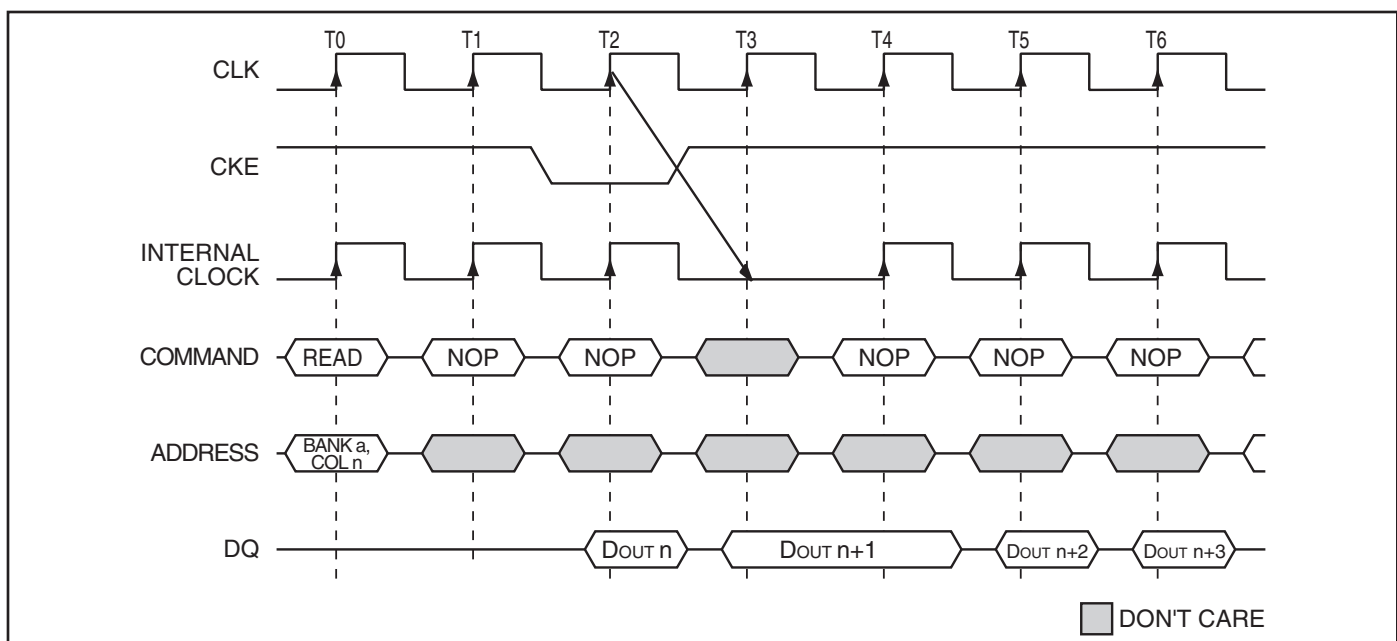 T0 T1 T2 T3 T4 T5 T6
CLK
CKE
INTERNAL
CLOCK
COMMAND READ NOP NOP NOP NOP NOP
ADDRESS BANK a,
COL n
DQ DOUT n DOUT n+1 DOUT n+2 DOUT n+3
DON'T CARE